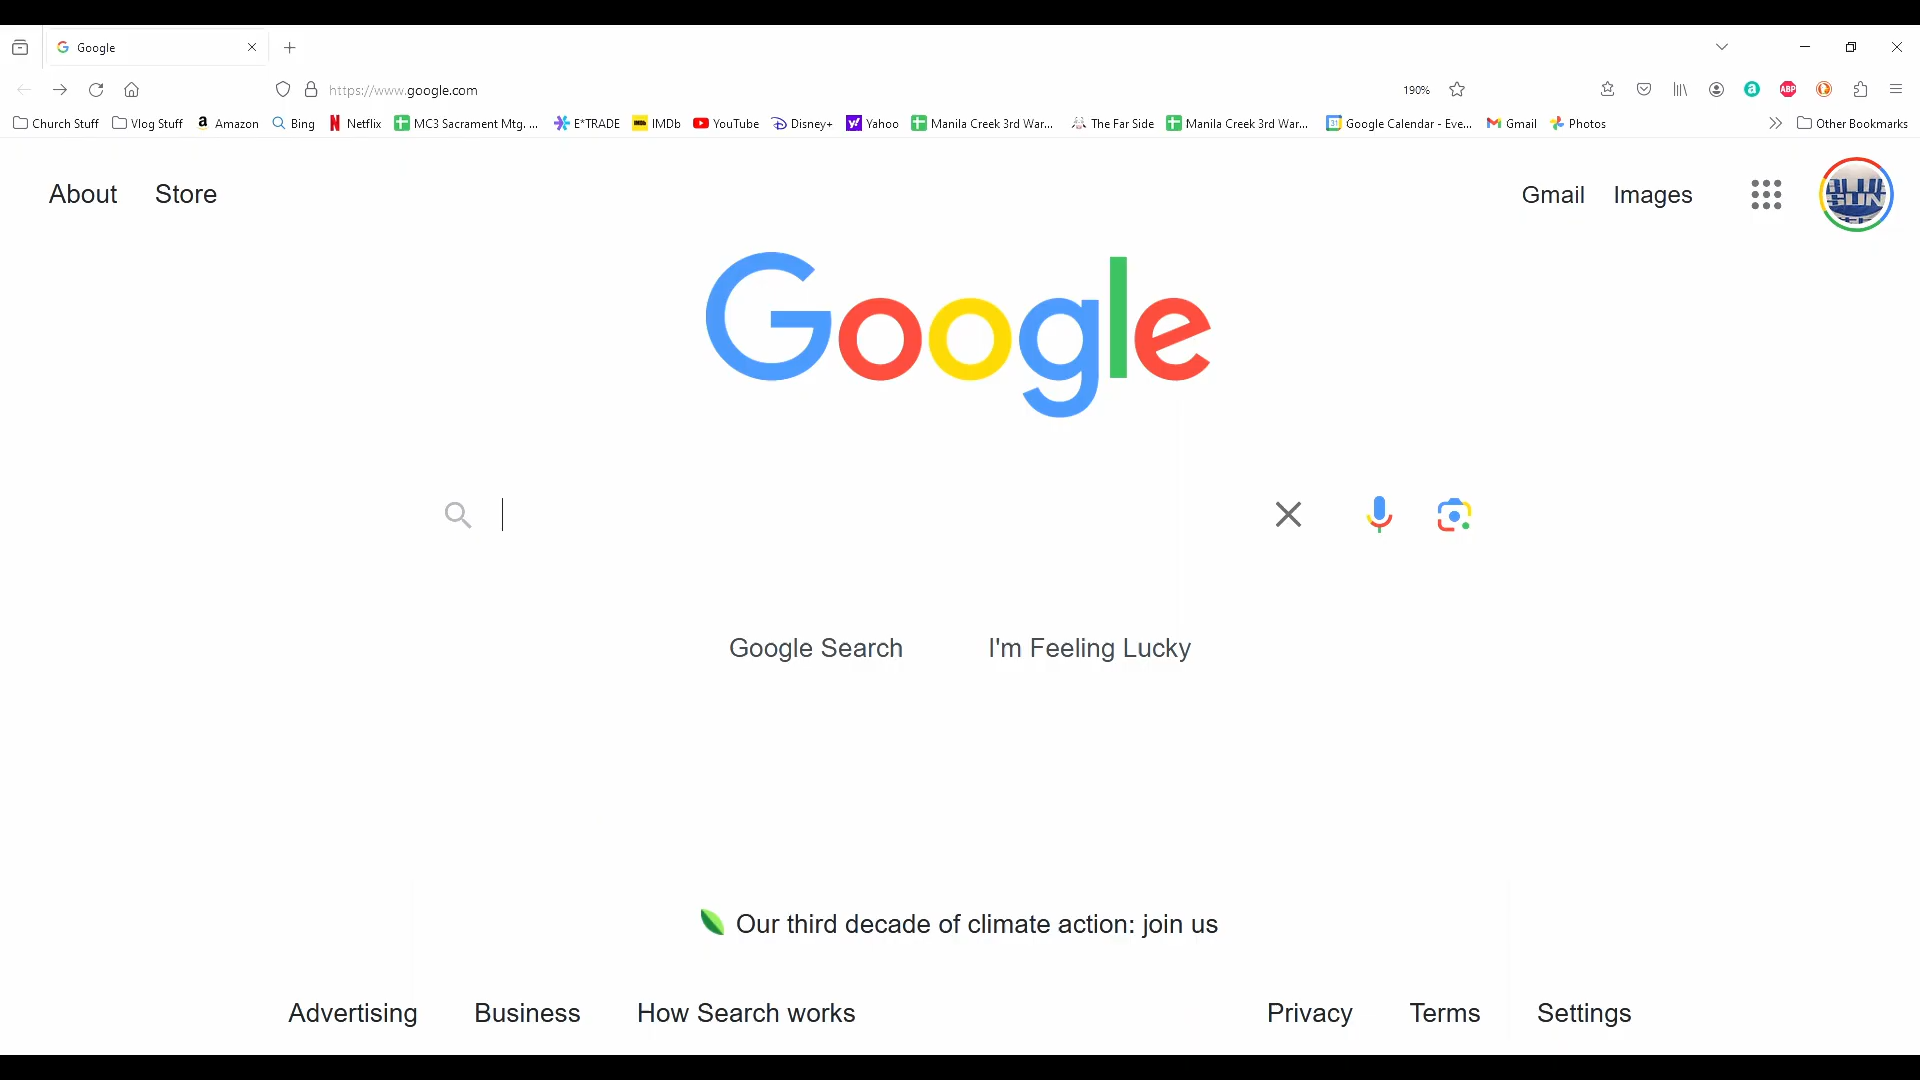 Google
https://www.google.com
190%
ABP
Church Stuff Vlog Stuff Amazon Bing Netflix MC3 Sacrament Mtg. ... E*TRADE IMDb YouTube Disney+ Yahoo Manila Creek 3rd War... The Far Side Manila Creek 3rd War... Google Calendar - Eve... Gmail Photos Other Bookmarks
About Store Gmail Images
BLUE
SUN
Google
Google Search I'm Feeling Lucky
Our third decade of climate action: join us
Advertising Business How Search works Privacy Terms Settings